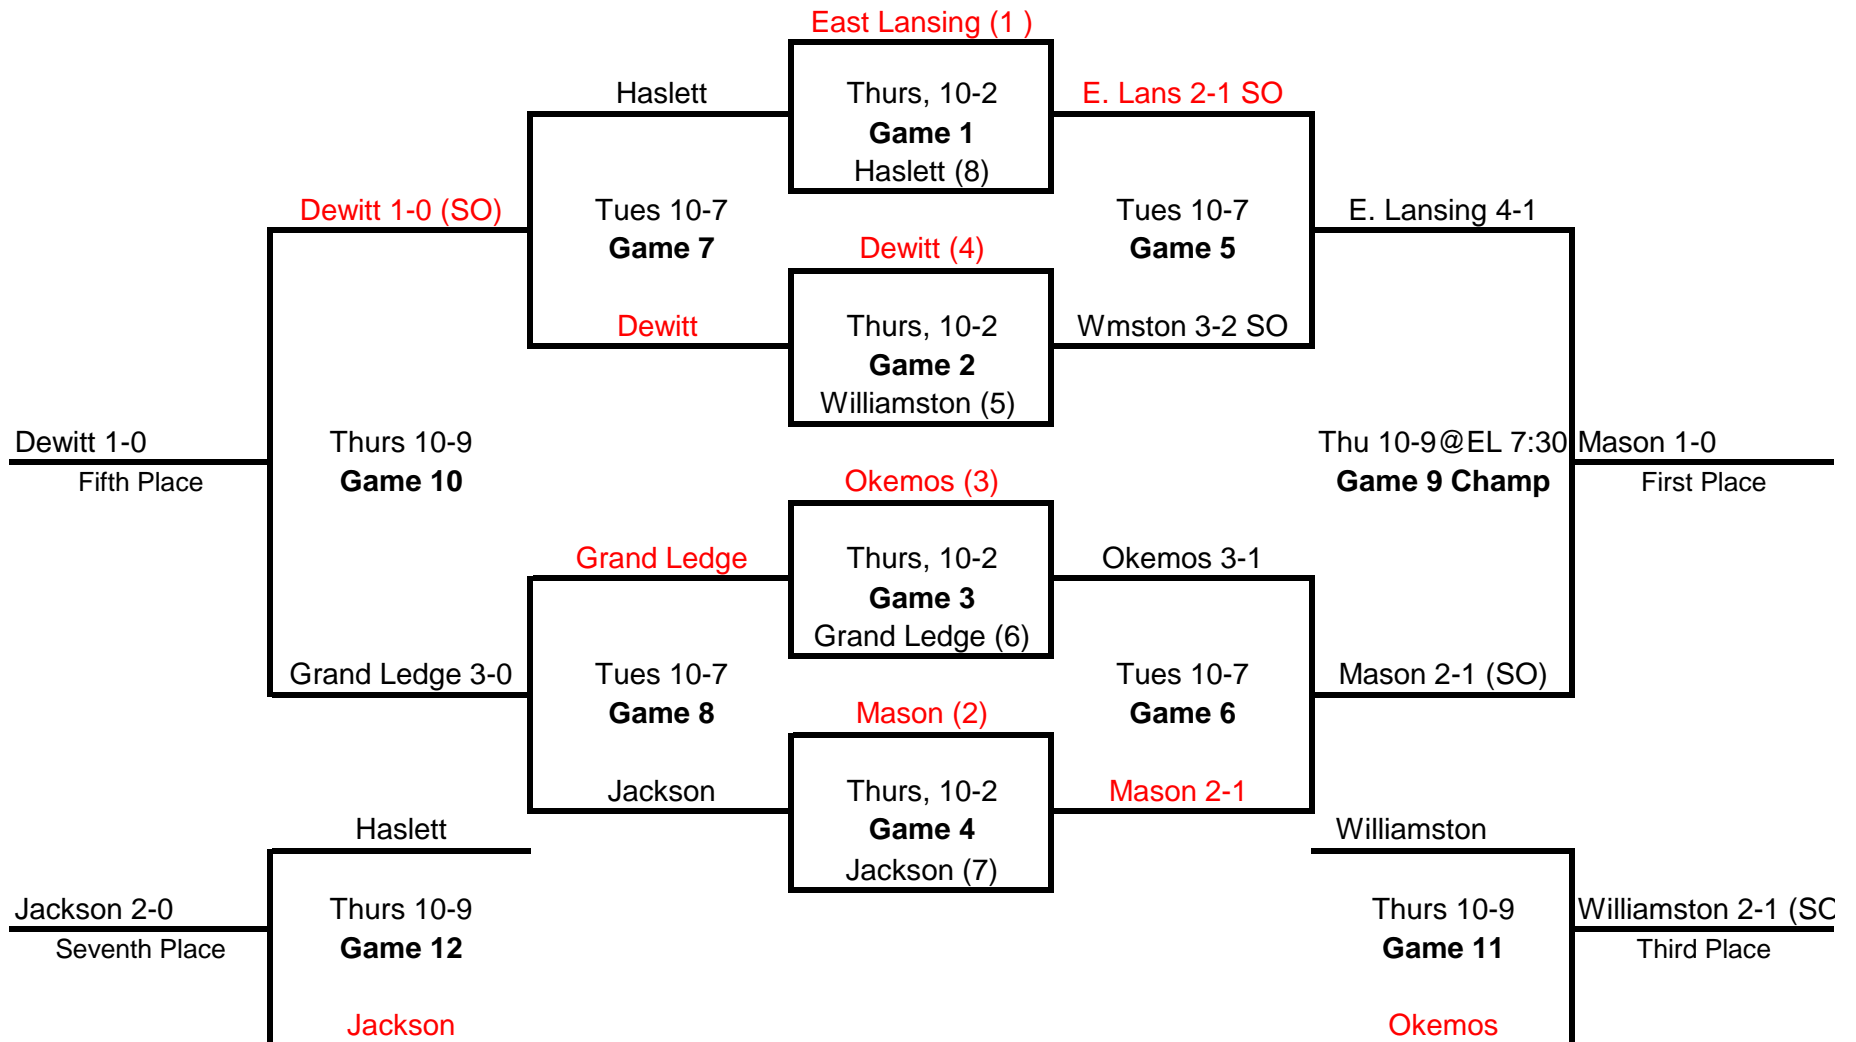 East Lansing (1 )
Haslett
Thurs, 10-2
E. Lans 2-1 SO
Game 1
Haslett (8)
Dewitt 1-0 (SO)
Tues 10-7
Tues 10-7
E. Lansing 4-1
Game 7
Dewitt (4)
Game 5
Dewitt
Thurs, 10-2
Wmston 3-2 SO
Game 2
Williamston (5)
Dewitt 1-0
Thurs 10-9
Thu 10-9@EL 7:30
Mason 1-0
Fifth Place
Game 10
Okemos (3)
Game 9 Champ
First Place
Grand Ledge
Thurs, 10-2
Okemos 3-1
Game 3
Grand Ledge (6)
Grand Ledge 3-0
Tues 10-7
Tues 10-7
Mason 2-1 (SO)
Game 8
Mason (2)
Game 6
Jackson
Thurs, 10-2
Mason 2-1
Haslett
Game 4
Williamston
Jackson (7)
Jackson 2-0
Thurs 10-9
Thurs 10-9
Williamston 2-1 (SO
Seventh Place
Game 12
Game 11
Third Place
Jackson
Okemos